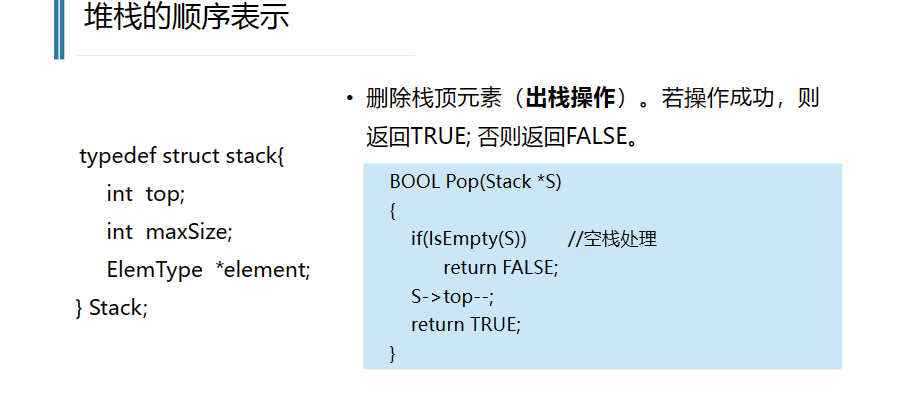 堆栈的顺序表示
• 删除栈顶元素（出栈操作）。若操作成功，则
返回TRUE; 否则返回FALSE。
typedef struct stack{
int top;
int maxSize;
ElemType *element;
} Stack;
BOOL Pop(Stack *S)
{
if(IsEmpty(S)) //空栈处理
return FALSE;
S->top--;
return TRUE;
}